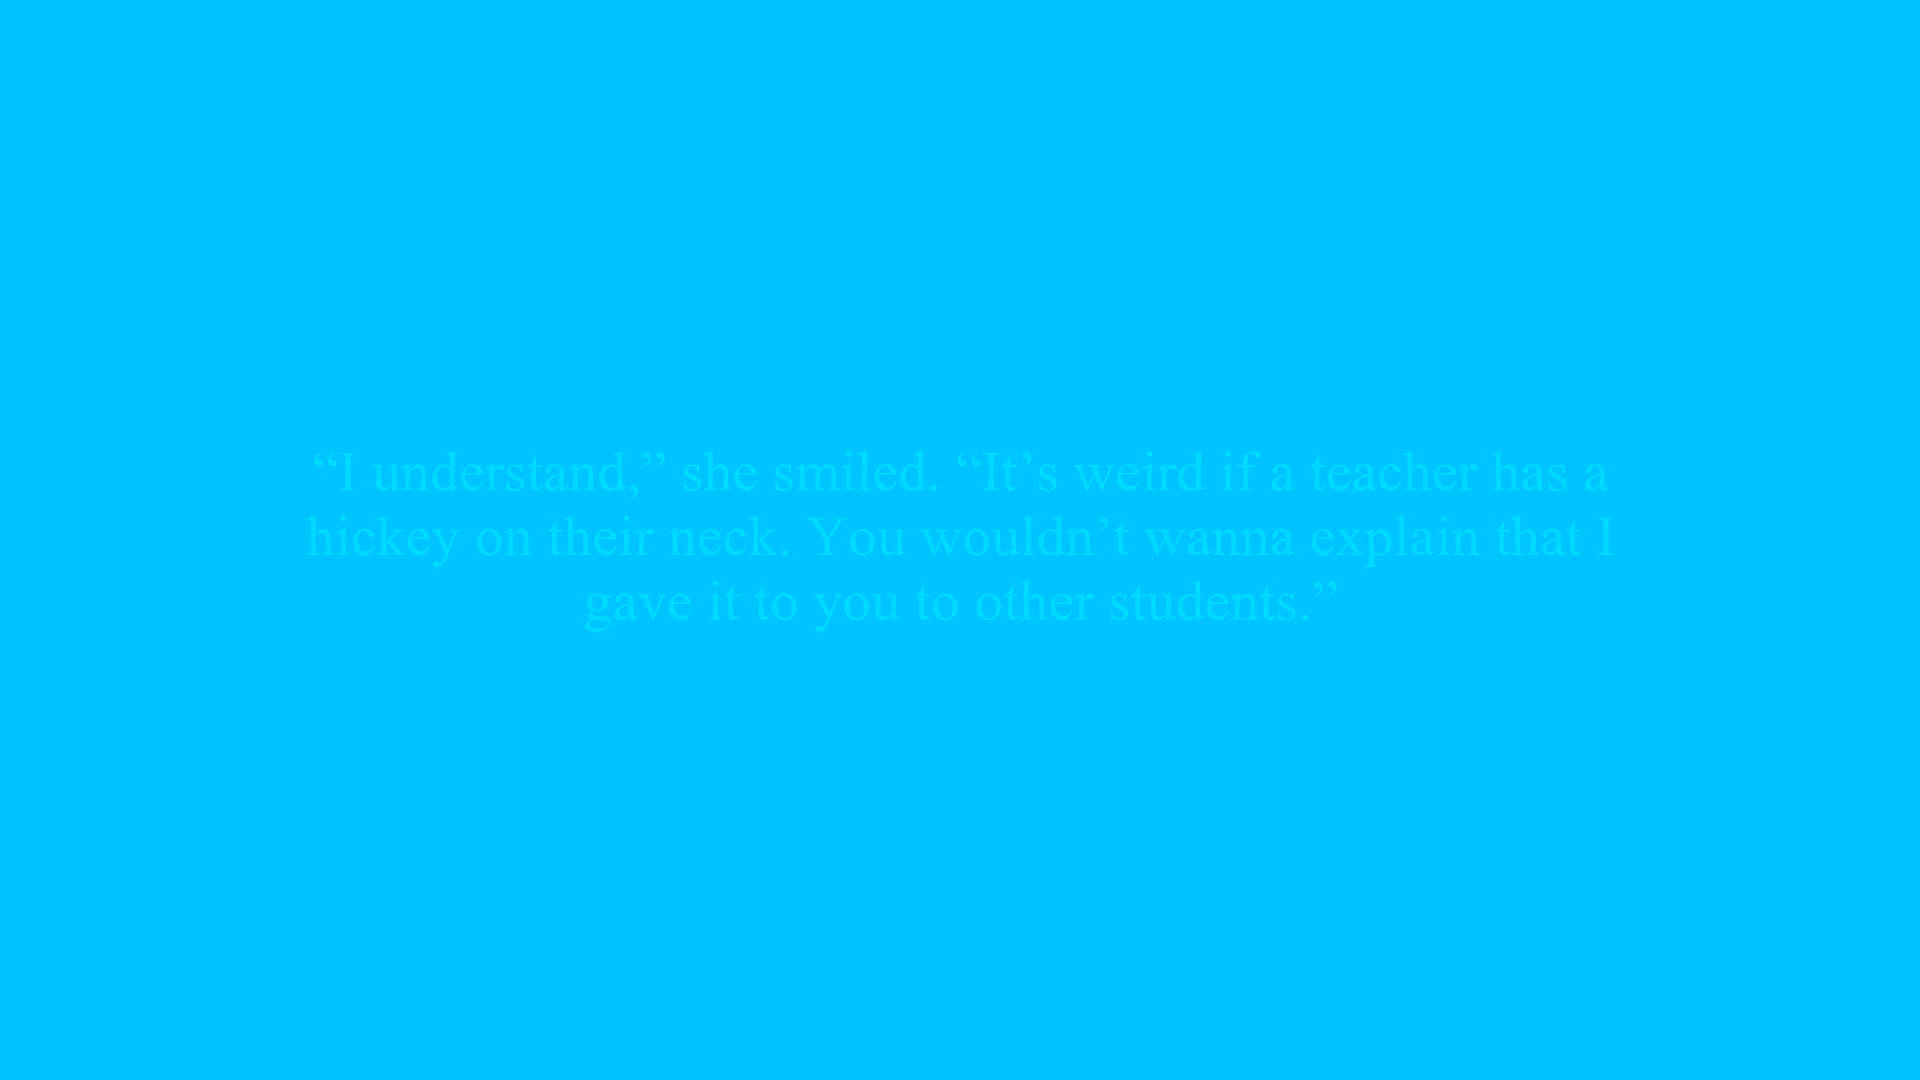 “I understand,” she smiled. “It’s weird if a teacher has a
hickey on their neck. You wouldn’t wanna explain that I
gave it to you to other students.”